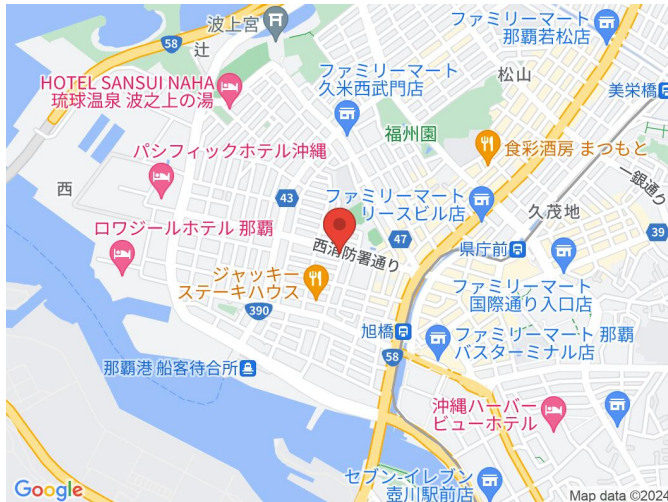 ファミリーマート
那覇若松店
波上宮
58
辻
松山
HOTEL SANSUI NAHA
琉球温泉 波之上の湯
ファミリーマート
久米西武門店
美栄橋
福州園
食彩酒房 まつもと
パシフィックホテル沖縄
一銀通り
西
43
ファミリーマート
リースビル店
久茂地
ロワジールホテル 那覇
47
39
西消防署通り
県庁前
ジャッキー
ステーキハウス
ファミリーマート
国際通り入口店
390
旭橋
ファミリーマート 那覇
バスターミナル店
那覇港 船客待合所
58
沖縄ハーバー
ビューホテル
セブン-イレブン
壺川駅前店
Google
Map data ©2024